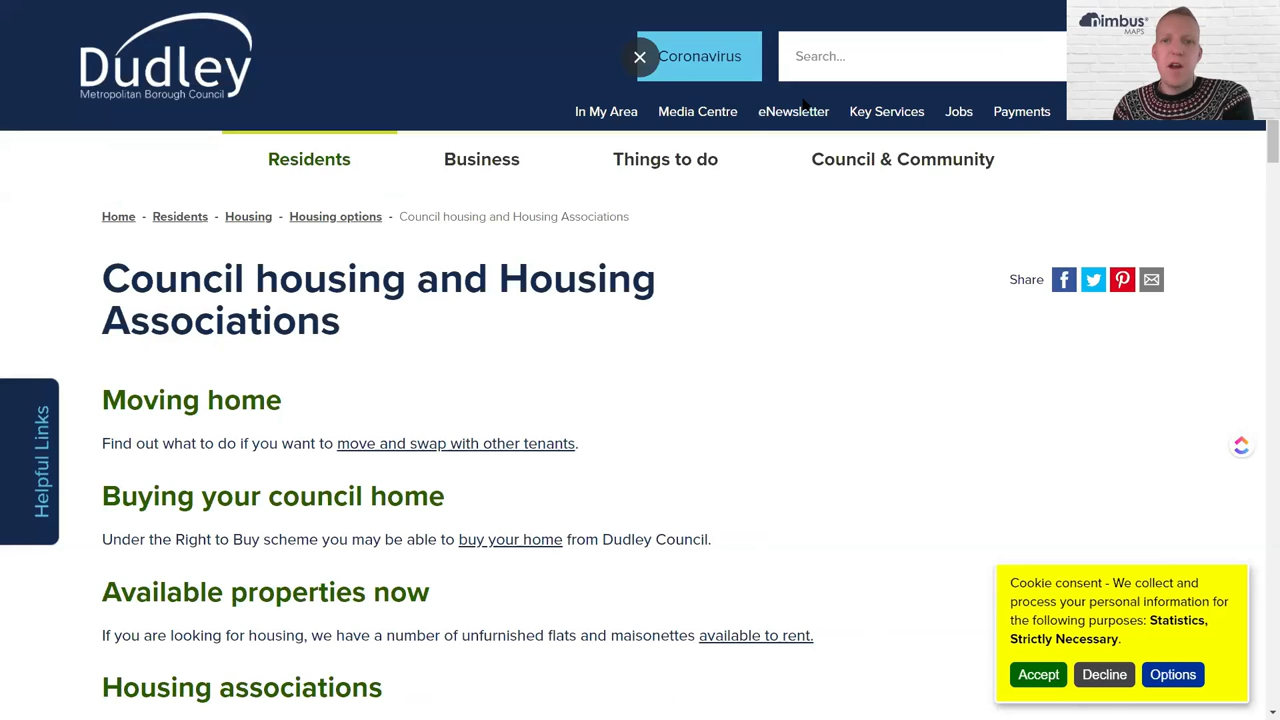 Dudley
Metropolitan Borough Council
Coronavirus
Search...
nimbus
MAPS
In My Area
Media Centre
eNewsletter
Key Services
Jobs
Payments
Residents
Business
Things to do
Council & Community
Home - Residents - Housing - Housing options - Council housing and Housing Associations
Council housing and Housing
Associations
Share
Moving home
Find out what to do if you want to move and swap with other tenants.
Helpful Links
Buying your council home
Under the Right to Buy scheme you may be able to buy your home from Dudley Council.
Available properties now
If you are looking for housing, we have a number of unfurnished flats and maisonettes available to rent.
Housing associations
Cookie consent - We collect and
process your personal information for
the following purposes: Statistics,
Strictly Necessary.
Accept
Decline
Options